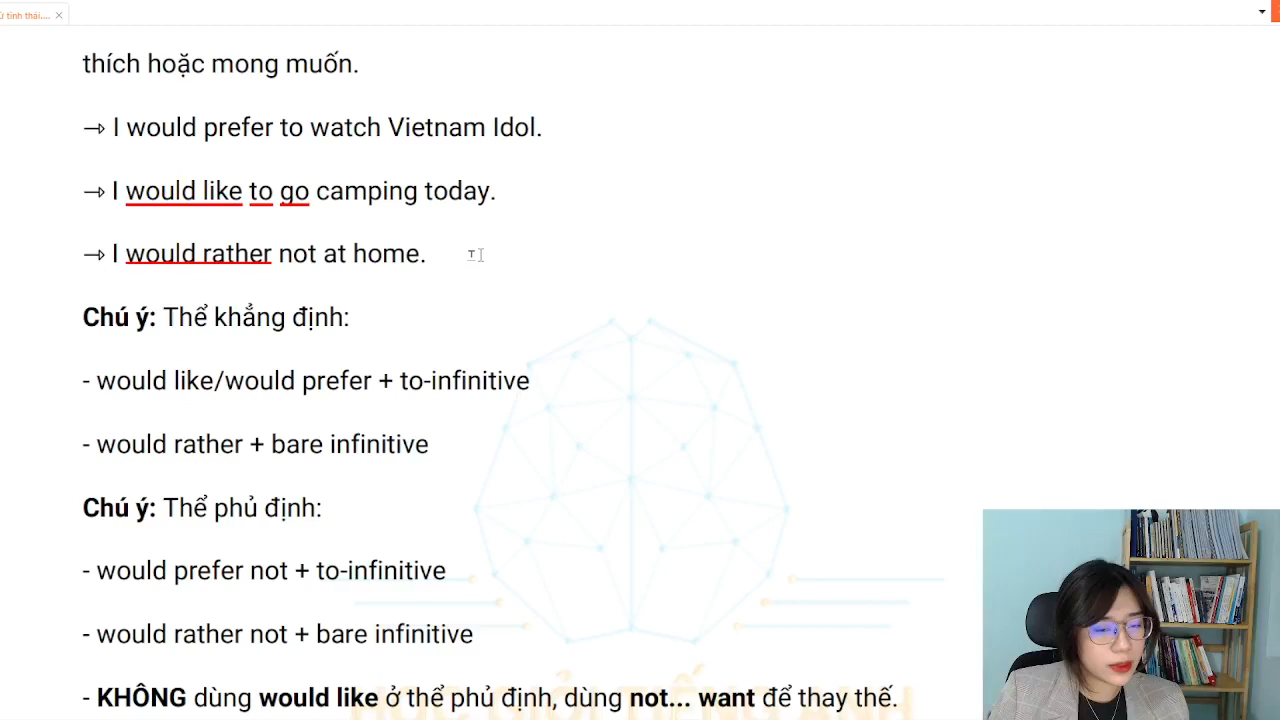 ừ tình thái....
thích hoặc mong muốn.
→ I would prefer to watch Vietnam Idol.
→ I would like to go camping today.
→ I would rather not at home.
Chú ý: Thể khẳng định:
- would like/would prefer + to-infinitive
- would rather + bare infinitive
Chú ý: Thể phủ định:
- would prefer not + to-infinitive
- would rather not + bare infinitive
- KHÔNG dùng would like ở thể phủ định, dùng not... want để thay thế.